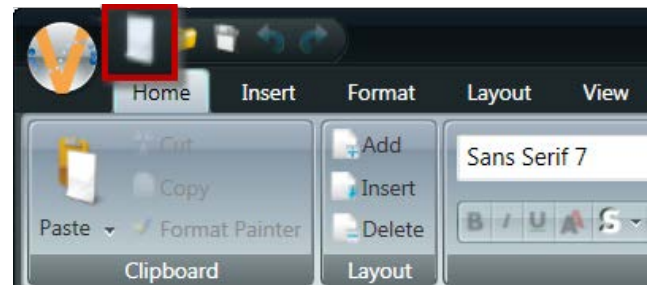 Home Insert Format Layout View
Cut Add Sans Serif 7
Copy Insert
Paste Format Painter Delete B I U A S
Clipboard Layout